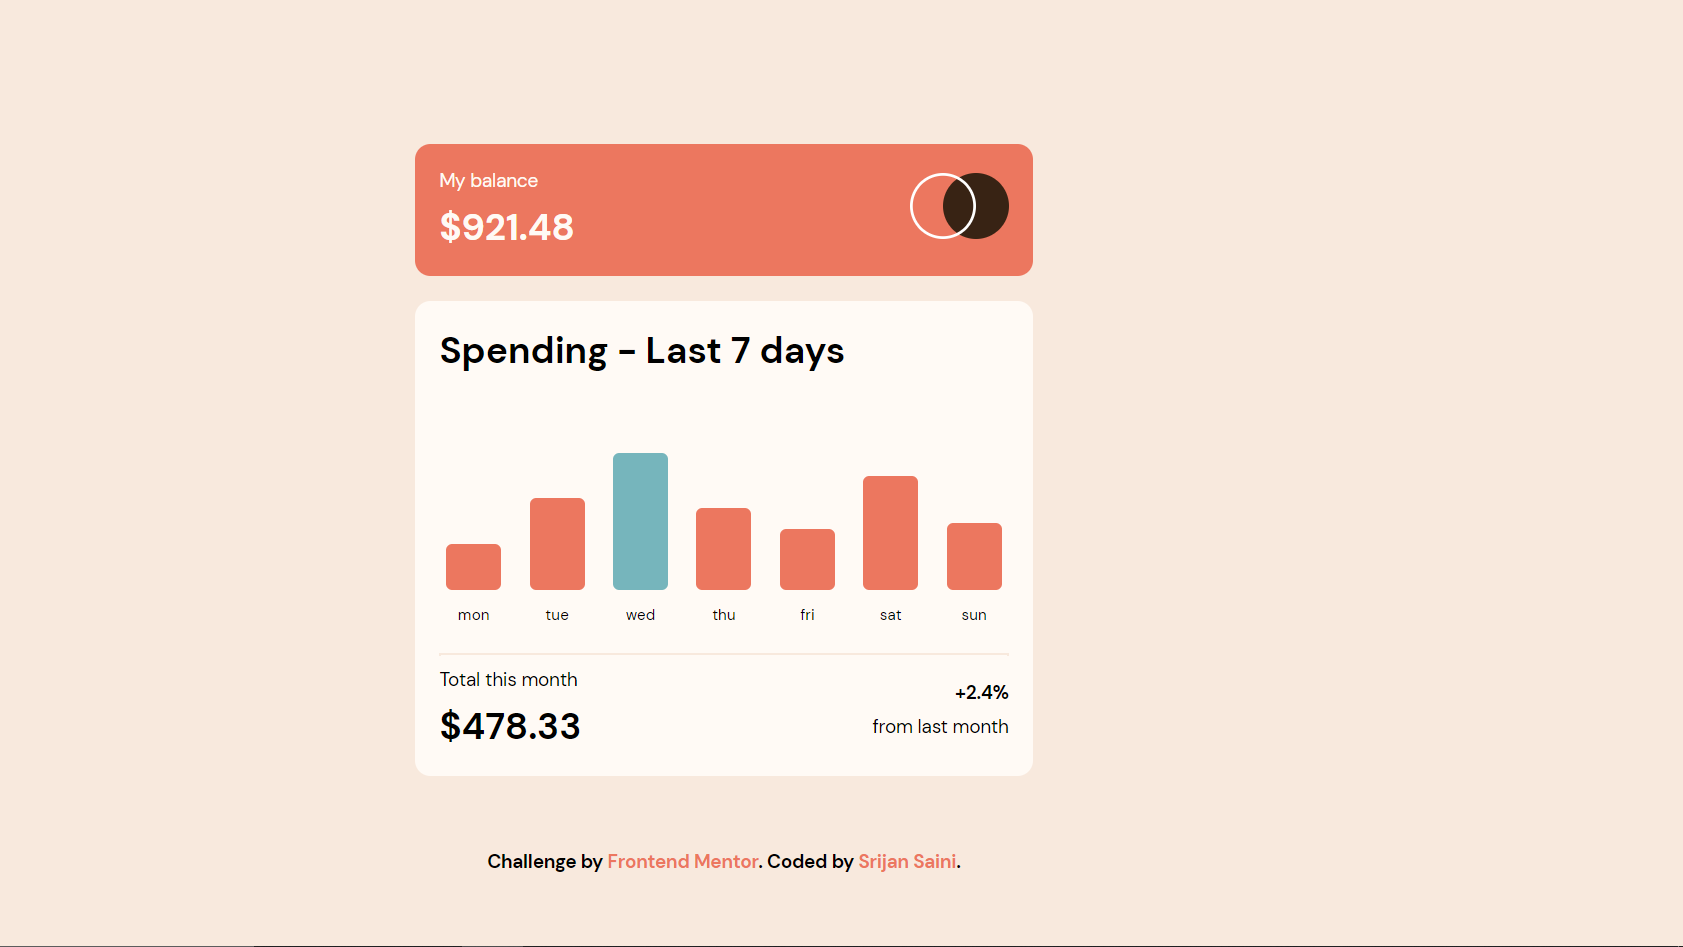 My balance
$921.48
Spending - Last 7 days
mon tue wed thu fri sat sun
Total this month
$478.33
+2.4%
from last month
Challenge by Frontend Mentor. Coded by Srijan Saini.